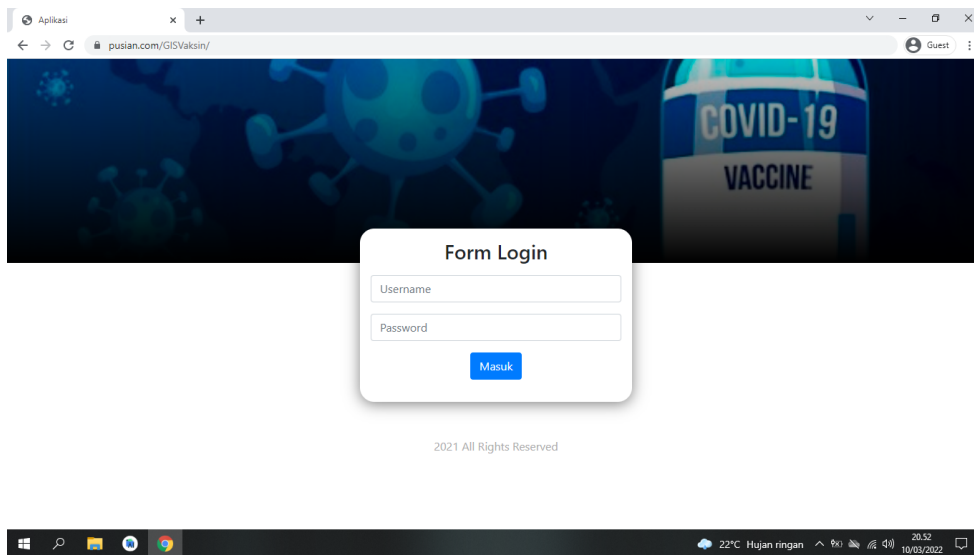 Aplikasi
pusian.com/GISVaksin/
Guest
COVID-19
VACCINE
Form Login
Username
Password
Masuk
2021 All Rights Reserved
22°C Hujan ringan
20.52
10/03/2022